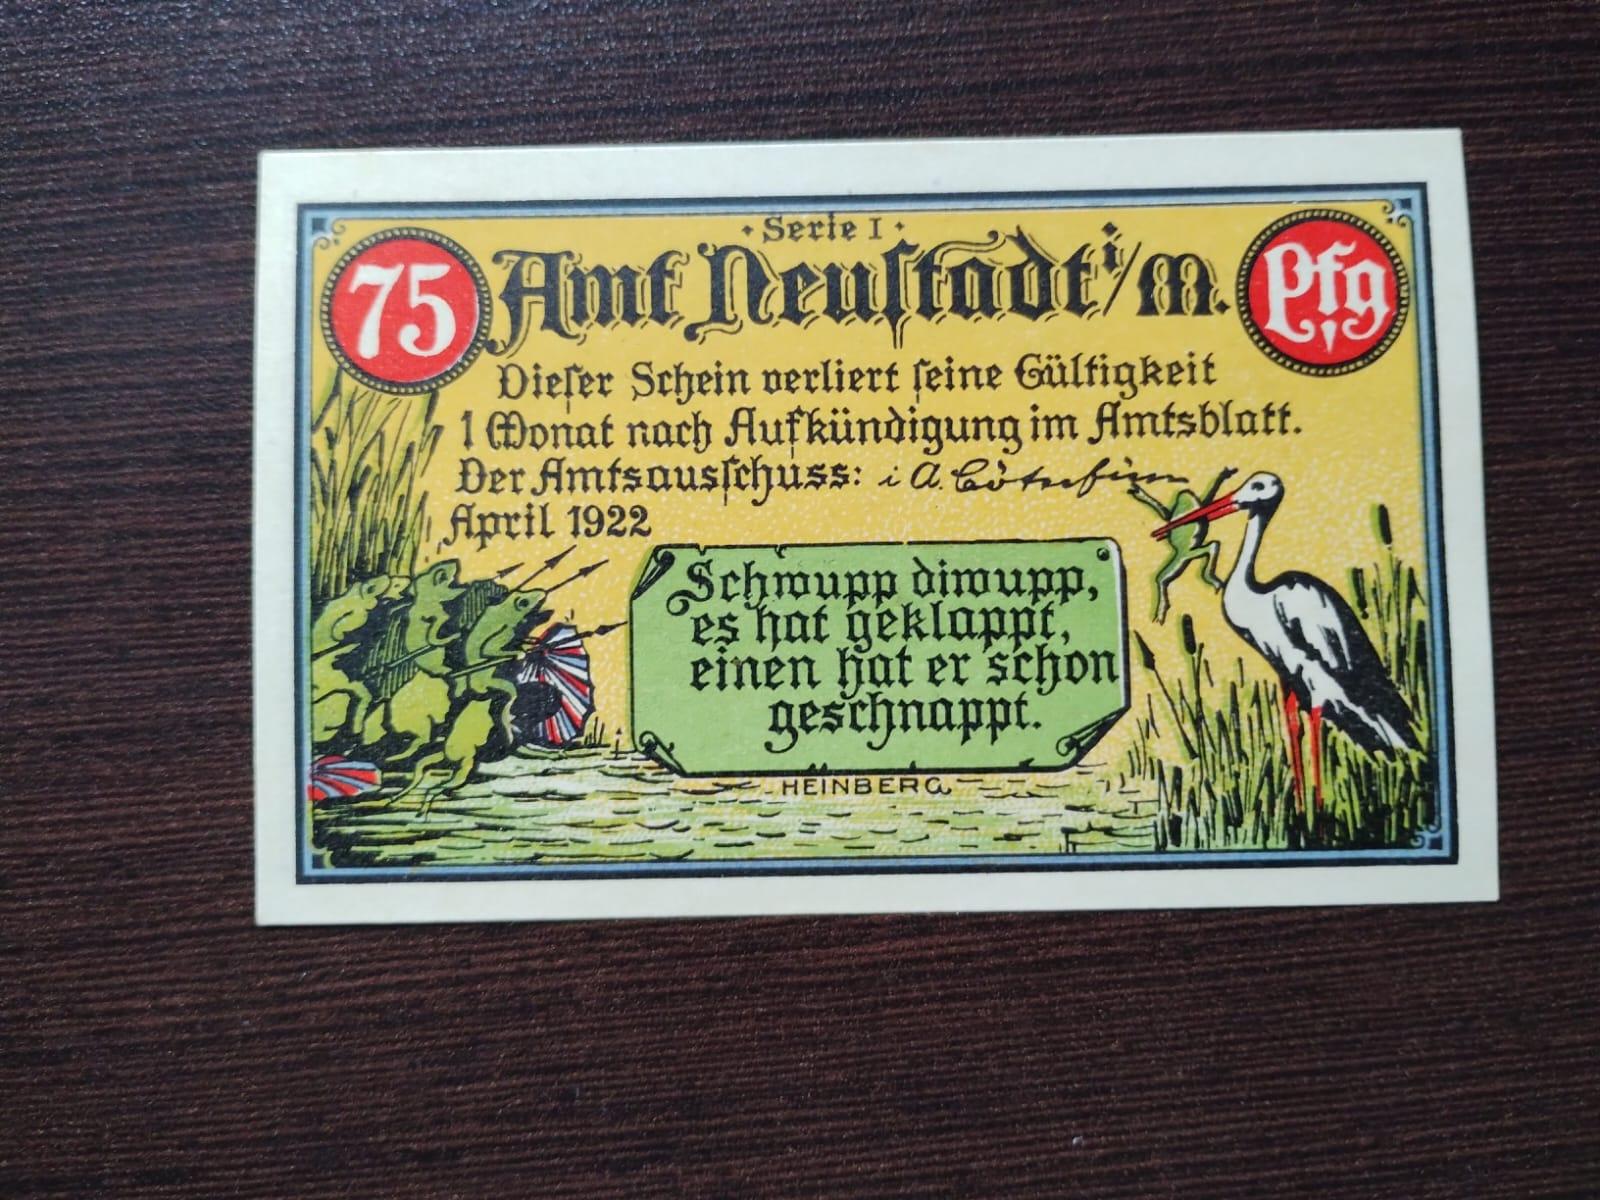 · Serie I ·
75 Amt Neustadt i/M. Pfg
Dieser Schein verliert seine Gültigkeit
1 Monat nach Aufkündigung im Amtsblatt.
Der Amtsausschuss: i A.
April 1922
Schwupp diwupp,
es hat geklappt,
einen hat er schon
geschnappt.
HEINBERG